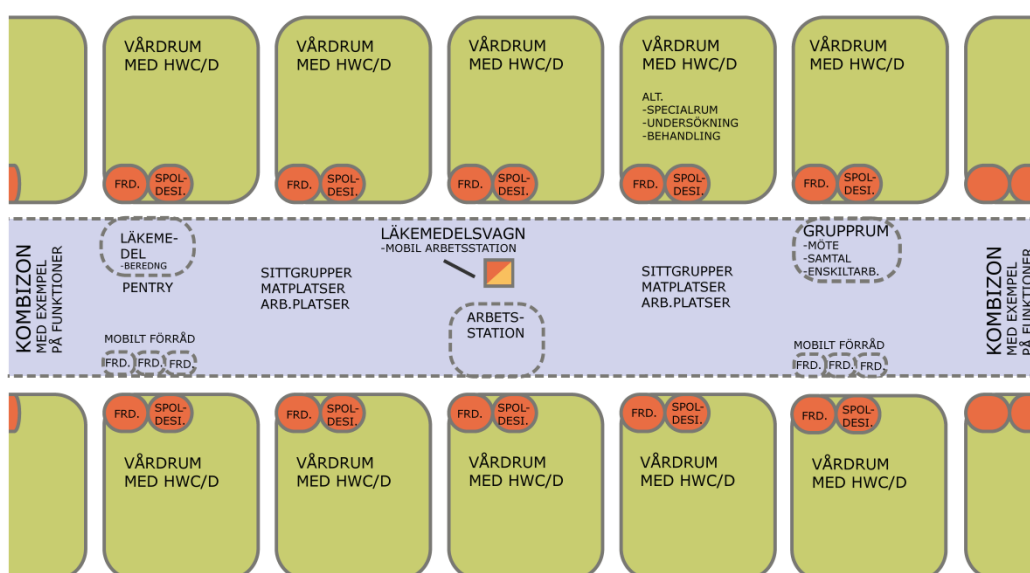 VÅRDRUM
MED HWC/D
VÅRDRUM
MED HWC/D
VÅRDRUM
MED HWC/D
VÅRDRUM
MED HWC/D
ALT.
-SPECIALRUM
-UNDERSÖKNING
-BEHANDLING
VÅRDRUM
MED HWC/D
FRD.
SPOL-
DESI.
FRD.
SPOL-
DESI.
FRD.
SPOL-
DESI.
FRD.
SPOL-
DESI.
FRD.
SPOL-
DESI.
KOMBIZON
MED EXEMPEL
PÅ FUNKTIONER
LÄKEME-
DEL
-BEREDNG
PENTRY
MOBILT FÖRRÅD
FRD.
FRD.
FRD.
SITTGRUPPER
MATPLATSER
ARB.PLATSER
LÄKEMEDELSVAGN
-MOBIL ARBETSSTATION
ARBETS-
STATION
SITTGRUPPER
MATPLATSER
ARB.PLATSER
GRUPPRUM
-MÖTE
-SAMTAL
-ENSKILTARB.
MOBILT FÖRRÅD
FRD.
FRD.
FRD.
KOMBIZON
MED EXEMPEL
PÅ FUNKTIONER
FRD.
SPOL-
DESI.
FRD.
SPOL-
DESI.
FRD.
SPOL-
DESI.
FRD.
SPOL-
DESI.
FRD.
SPOL-
DESI.
VÅRDRUM
MED HWC/D
VÅRDRUM
MED HWC/D
VÅRDRUM
MED HWC/D
VÅRDRUM
MED HWC/D
VÅRDRUM
MED HWC/D